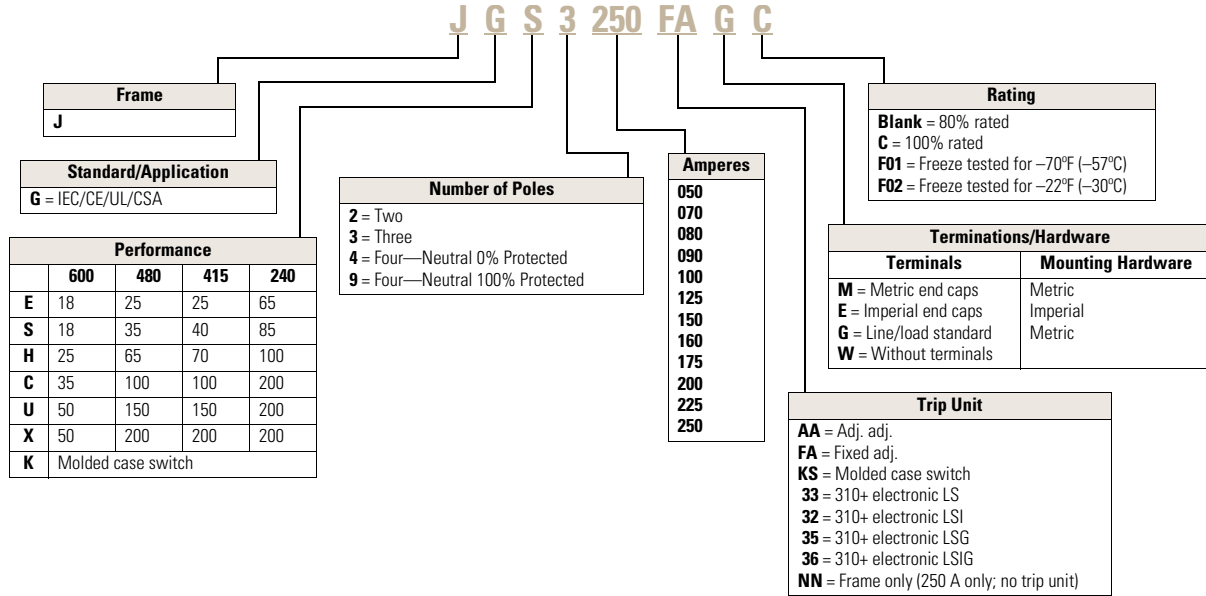 J G S 3 250 FA G C
Frame
J
Standard/Application
G = IEC/CE/UL/CSA
Performance
600 480 415 240
E 18 25 25 65
S 18 35 40 85
H 25 65 70 100
C 35 100 100 200
U 50 150 150 200
X 50 200 200 200
K Molded case switch
Number of Poles
2 = Two
3 = Three
4 = Four—Neutral 0% Protected
9 = Four—Neutral 100% Protected
Amperes
050
070
080
090
100
125
150
160
175
200
225
250
Rating
Blank = 80% rated
C = 100% rated
F01 = Freeze tested for –70ºF (–57ºC)
F02 = Freeze tested for –22ºF (–30ºC)
Terminations/Hardware
Terminals Mounting Hardware
M = Metric end caps Metric
E = Imperial end caps Imperial
G = Line/load standard Metric
W = Without terminals
Trip Unit
AA = Adj. adj.
FA = Fixed adj.
KS = Molded case switch
33 = 310+ electronic LS
32 = 310+ electronic LSI
35 = 310+ electronic LSG
36 = 310+ electronic LSIG
NN = Frame only (250 A only; no trip unit)